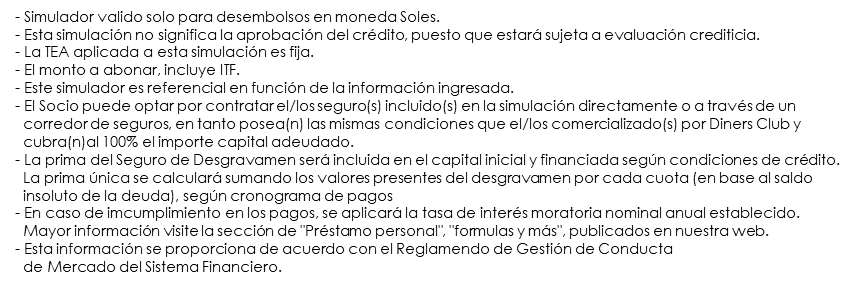 - Simulador valido solo para desembolsos en moneda Soles.
- Esta simulación no significa la aprobación del crédito, puesto que estará sujeta a evaluación crediticia.
- La TEA aplicada a esta simulación es fija.
- El monto a abonar, incluye ITF.
- Este simulador es referencial en función de la información ingresada.
- El Socio puede optar por contratar el/los seguro(s) incluido(s) en la simulación directamente o a través de un
corredor de seguros, en tanto posea(n) las mismas condiciones que el/los comercializado(s) por Diners Club y
cubra(n) al 100% el importe capital adeudado.
- La prima del Seguro de Desgravamen será incluida en el capital inicial y financiada según condiciones de crédito.
La prima única se calculará sumando los valores presentes del desgravamen por cada cuota (en base al saldo
insoluto de la deuda), según cronograma de pagos
- En caso de imcumplimiento en los pagos, se aplicará la tasa de interés moratoria nominal anual establecido.
Mayor información visite la sección de "Préstamo personal", "formulas y más", publicados en nuestra web.
- Esta información se proporciona de acuerdo con el Reglamendo de Gestión de Conducta
de Mercado del Sistema Financiero.